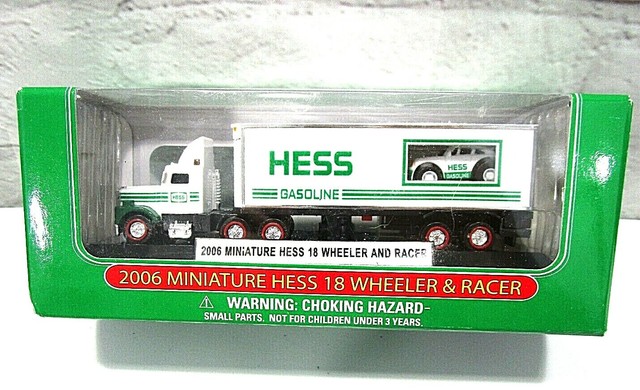 HESS
GASOLINE
HESS
GASOLINE
HESS
2006 MINIATURE HESS 18 WHEELER AND RACER
2006 MINIATURE HESS 18 WHEELER & RACER
WARNING: CHOKING HAZARD-
SMALL PARTS. NOT FOR CHILDREN UNDER 3 YEARS.